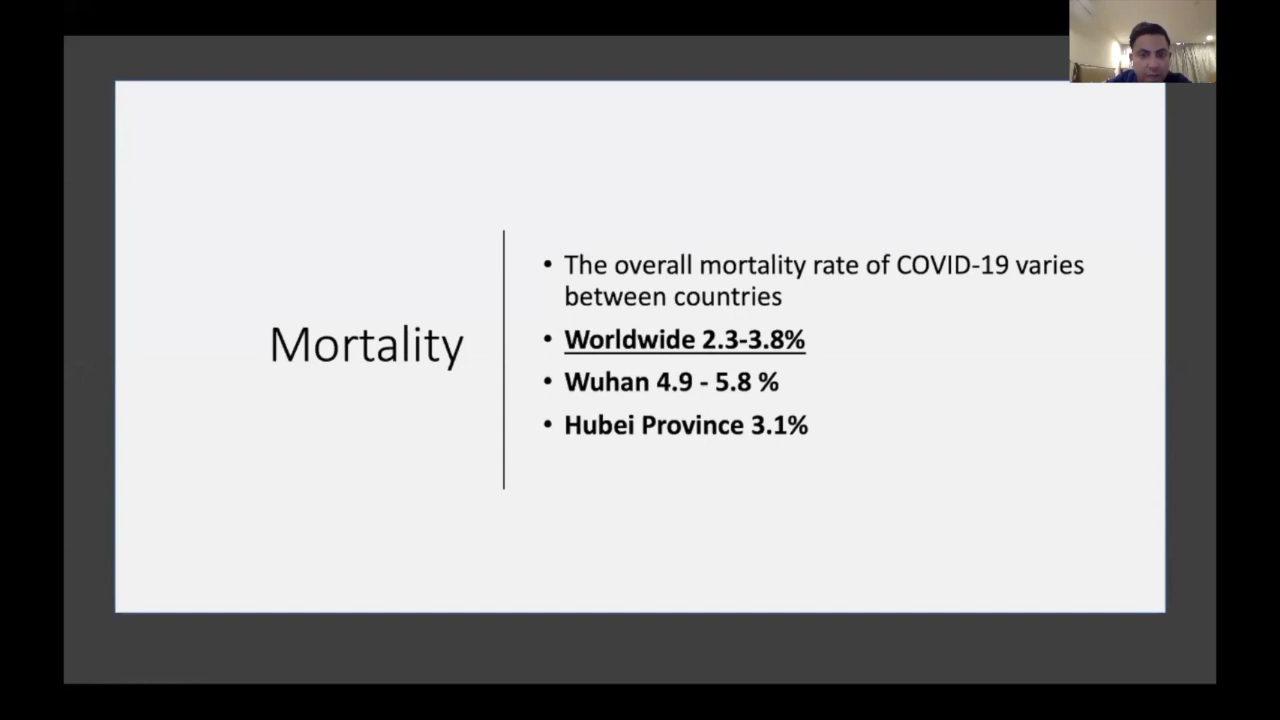 Mortality
• The overall mortality rate of COVID-19 varies
between countries
• Worldwide 2.3-3.8%
• Wuhan 4.9 - 5.8 %
• Hubei Province 3.1%